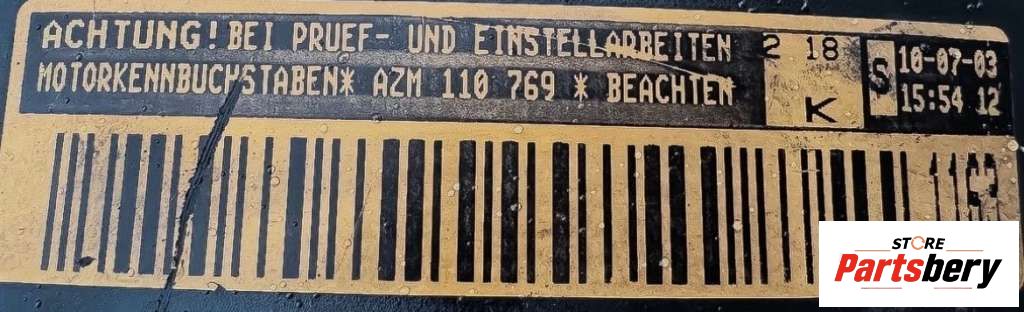 ACHTUNG! BEI PRUEF- UND EINSTELLARBEITEN
MOTORKENNBUCHSTABEN* AZM 110 769 * BEACHTEN*
2 18
K
S
10-07-03
15:54 12
1167
STORE
Partsbery